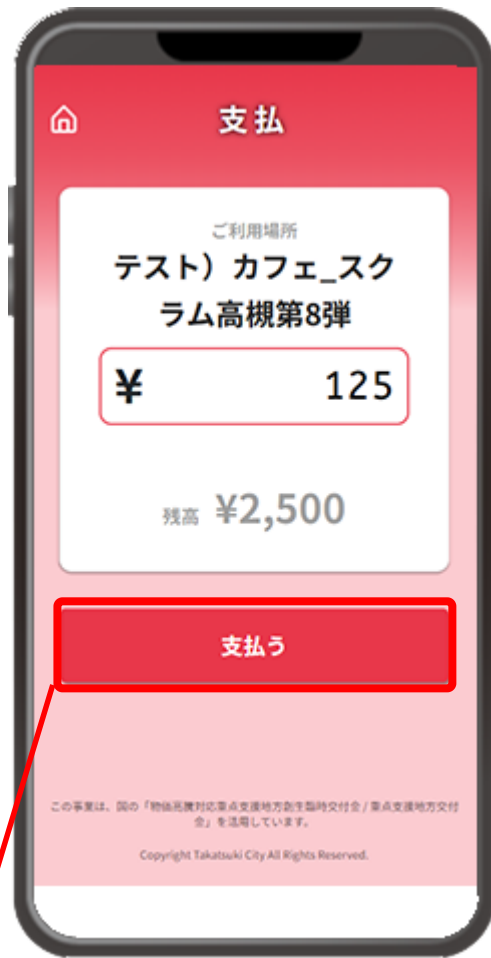 支払
ご利用場所
テスト）カフェ_スク
ラム高槻第8弾
¥ 125
残高 ¥2,500
支払う
この事業は、国の「物価高騰対応重点支援地方創生臨時交付金 / 重点支援地方交付
金」を活用しています。
Copyright Takatsuki City All Rights Reserved.